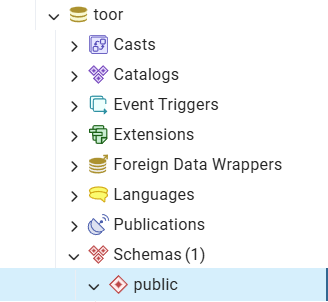 toor
Casts
Catalogs
Event Triggers
Extensions
Foreign Data Wrappers
Languages
Publications
Schemas (1)
public